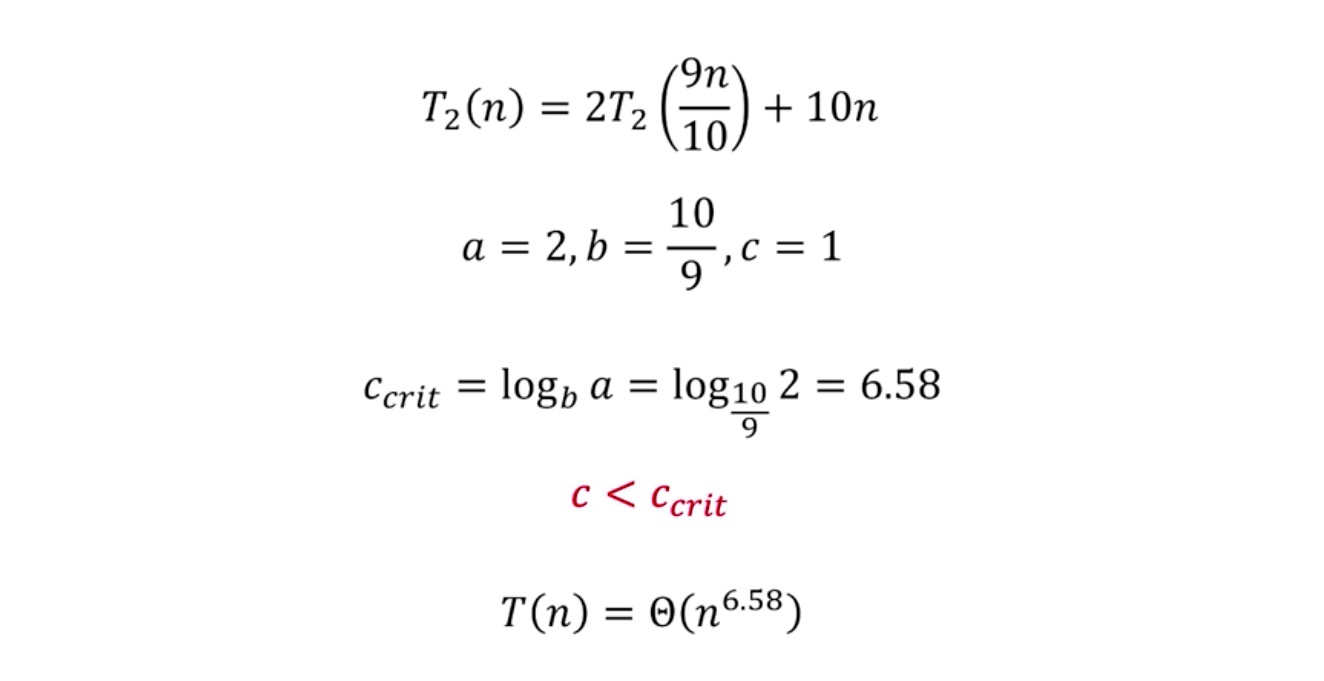 T₂(n) = 2T₂(9n/10) + 10n
a = 2, b = 10/9, c = 1
c_crit = log_b a = log_{10/9} 2 = 6.58
c < c_crit
T(n) = Θ(n^{6.58})